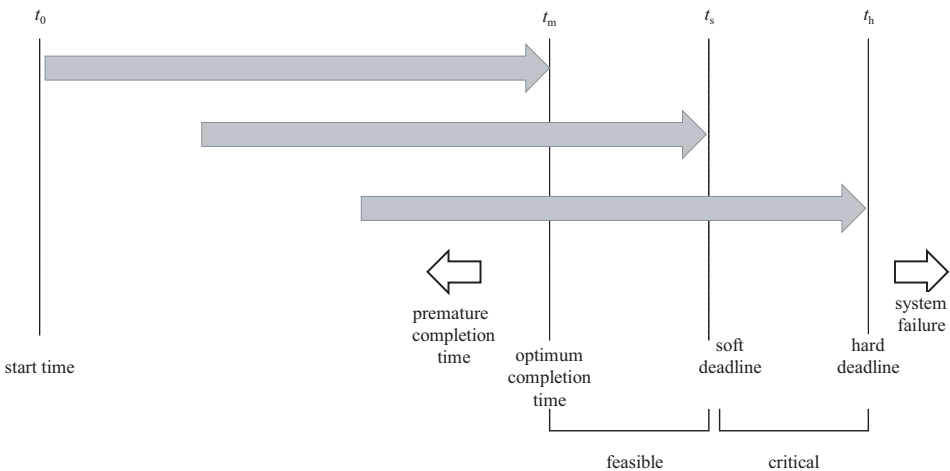 t₀
tₘ
tₛ
tₕ
premature
completion
time
system
failure
start time
optimum
completion
time
soft
deadline
hard
deadline
feasible
critical